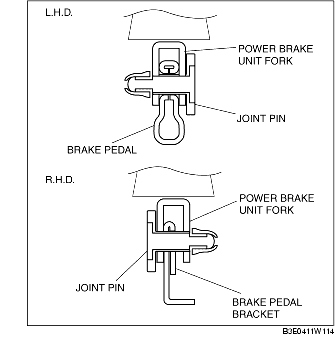 L.H.D.
POWER BRAKE
UNIT FORK
JOINT PIN
BRAKE PEDAL
R.H.D.
POWER BRAKE
UNIT FORK
JOINT PIN
BRAKE PEDAL
BRACKET
B3E0411W114